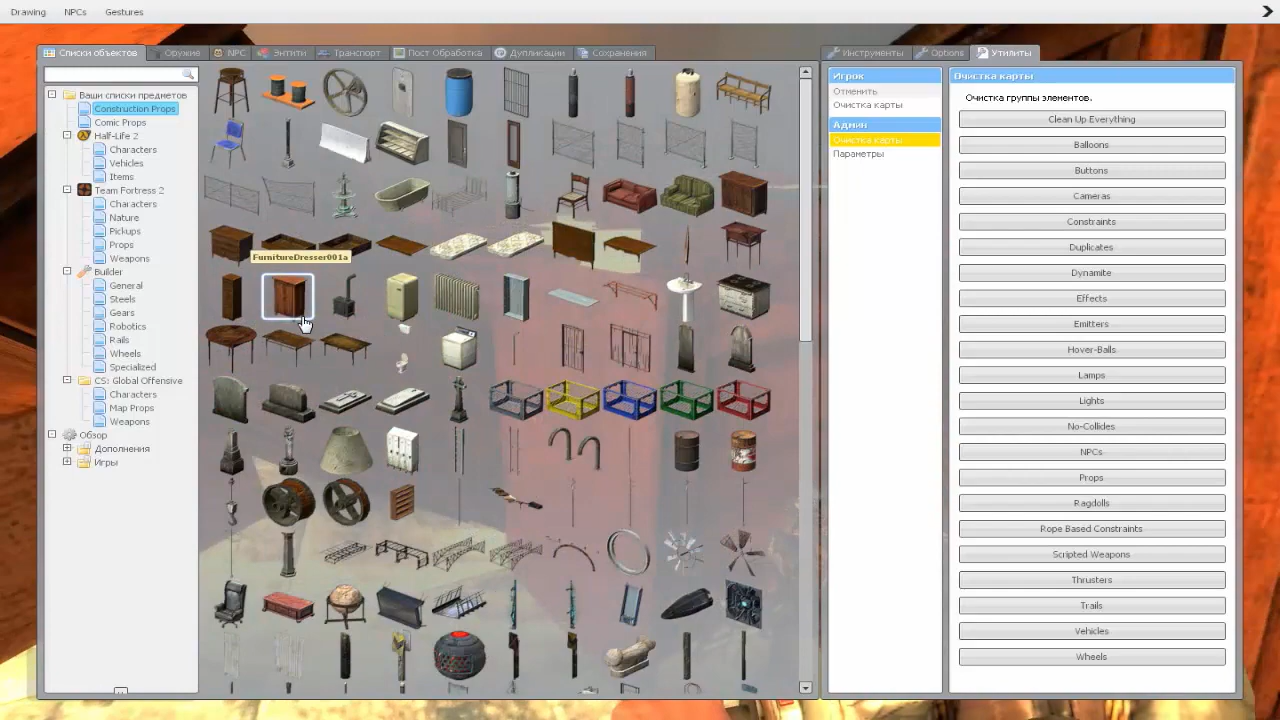 Drawing NPCs Gestures
Списки объектов Оружие NPC Энтити Транспорт Пост Обработка Дупликации Сохранения
Инструменты Options Утилиты
Ваши списки предметов
Construction Props
Comic Props
Half-Life 2
Characters
Vehicles
Items
Team Fortress 2
Characters
Nature
Pickups
Props
Weapons
Builder
General
Steels
Gears
Robotics
Rails
Wheels
Specialized
CS: Global Offensive
Characters
Map Props
Weapons
Обзор
Дополнения
Игры
FurnitureDresser001a
Игрок
Отменить
Очистка карты
Админ
Очистка карты
Параметры
Очистка карты
Очистка группы элементов.
Clean Up Everything
Balloons
Buttons
Cameras
Constraints
Duplicates
Dynamite
Effects
Emitters
Hover-Balls
Lamps
Lights
No-Collides
NPCs
Props
Ragdolls
Rope Based Constraints
Scripted Weapons
Thrusters
Trails
Vehicles
Wheels